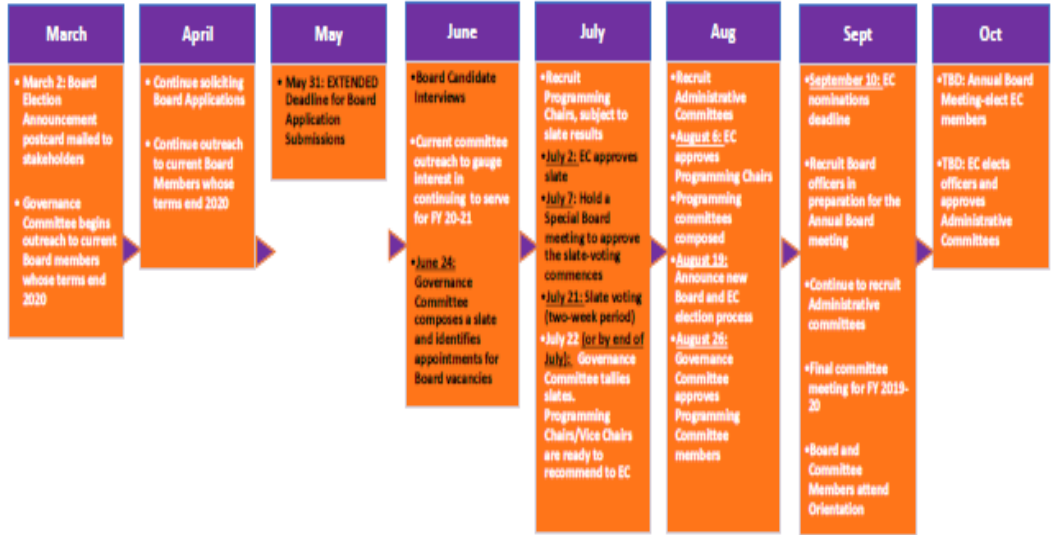 March
• March 2: Board
Election
Announcement
postcard mailed to
stakeholders
• Governance
Committee begins
outreach to current
Board members
whose terms end
2020
April
• Continue soliciting
Board Applications
• Continue outreach
to current Board
Members whose
terms end 2020
May
• May 31: EXTENDED
Deadline for Board
Application
Submissions
June
•Board Candidate
Interviews
•Current committee
outreach to gauge
interest in
continuing to serve
for FY 20-21
•June 24:
Governance
Committee
composes a slate
and identifies
appointments for
Board vacancies
July
•Recruit
Programming
Chairs, subject to
slate results
•July 2: EC approves
slate
•July 7: Hold a
Special Board
meeting to approve
the slate-voting
commences
•July 21: Slate voting
(two-week period)
•July 22 (or by end of
July): Governance
Committee tallies
slates.
Programming
Chairs/Vice Chairs
are ready to
recommend to EC
Aug
•Recruit
Administrative
Committees
•August 6: EC
approves
Programming Chairs
•Programming
committees
composed
•August 19:
Announce new
Board and EC
election process
•August 26:
Governance
Committee
approves
Programming
Committee
members
Sept
•September 10: EC
nominations
deadline
•Recruit Board
officers in
preparation for the
Annual Board
meeting
•Continue to recruit
Administrative
committees
•Final committee
meeting for FY 2019-
20
•Board and
Committee
Members attend
Orientation
Oct
•TBD: Annual Board
Meeting-elect EC
members
•TBD: EC elects
officers and
approves
Administrative
Committees